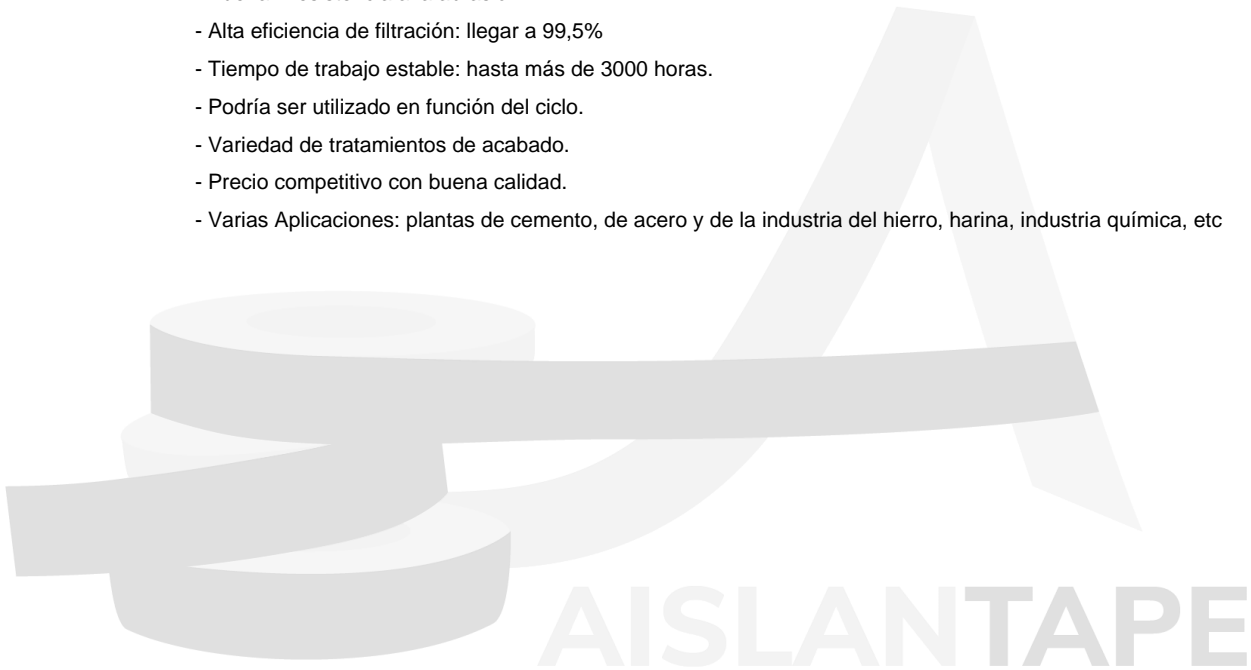 - Alta eficiencia de filtración: llegar a 99,5%
- Tiempo de trabajo estable: hasta más de 3000 horas.
- Podría ser utilizado en función del ciclo.
- Variedad de tratamientos de acabado.
- Precio competitivo con buena calidad.
- Varias Aplicaciones: plantas de cemento, de acero y de la industria del hierro, harina, industria química, etc
AISLANTAPE